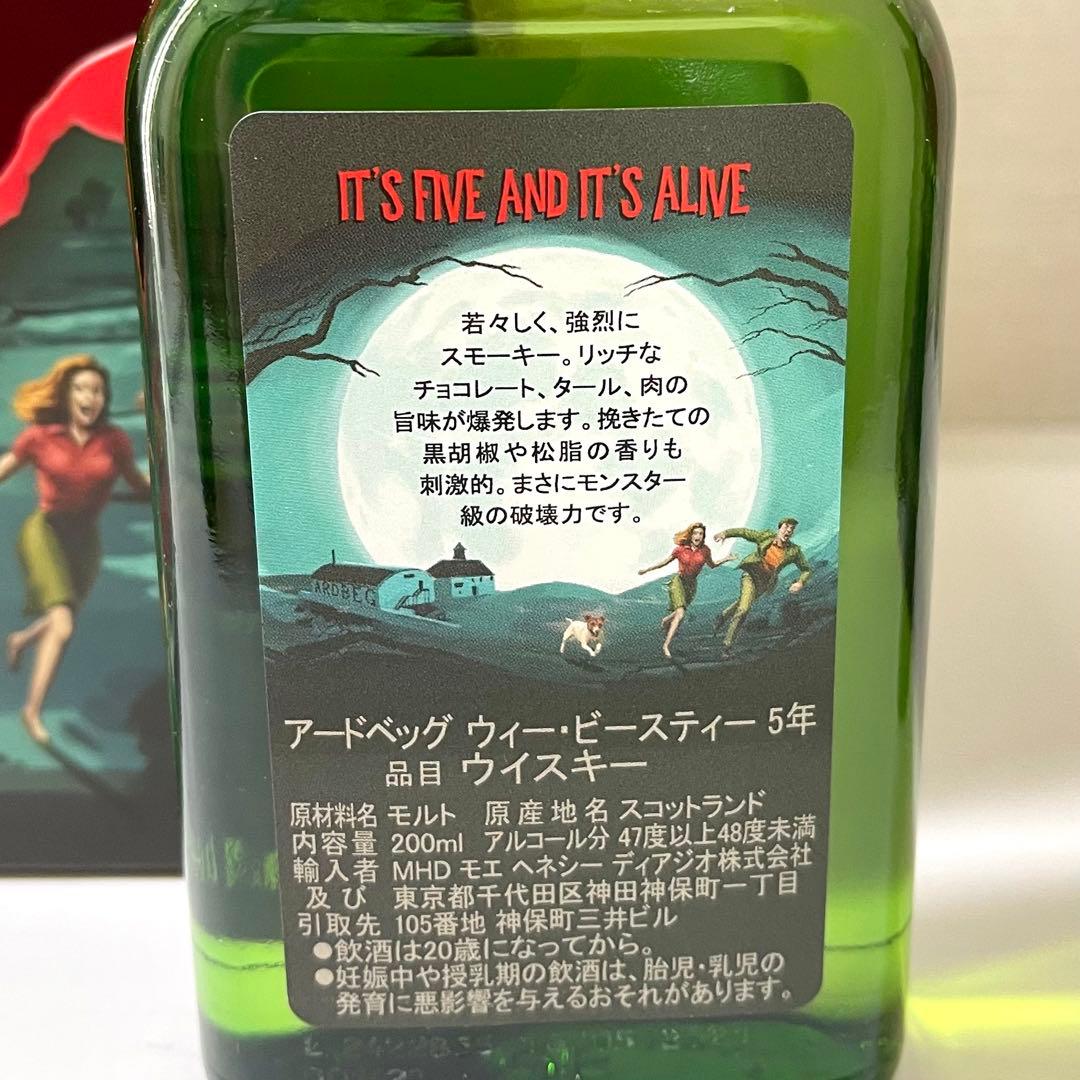 IT'S FIVE AND IT'S ALIVE
若々しく、強烈に
スモーキー。リッチな
チョコレート、タール、肉の
旨味が爆発します。挽きたての
黒胡椒や松脂の香りも
刺激的。まさにモンスター
級の破壊力です。
ARDBEG
アードベッグ ウィー・ビースティー 5年
品目 ウイスキー
原材料名 モルト 原産地名 スコットランド
内容量 200ml アルコール分 47度以上48度未満
輸入者 MHD モエ ヘネシー ディアジオ株式会社
及び 東京都千代田区神田神保町一丁目
引取先 105番地 神保町三井ビル
●飲酒は20歳になってから。
●妊娠中や授乳期の飲酒は、胎児・乳児の
発育に悪影響を与えるおそれがあります。